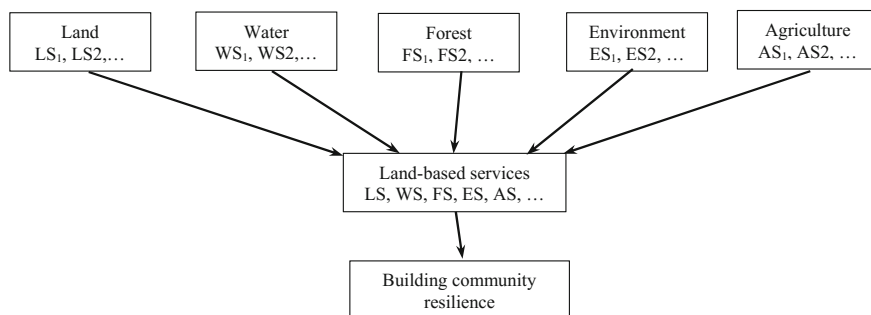 Land
LS₁, LS2,...
Water
WS₁, WS2,...
Forest
FS₁, FS2, ...
Environment
ES₁, ES2, ...
Agriculture
AS₁, AS2, ...
Land-based services
LS, WS, FS, ES, AS, ...
Building community
resilience